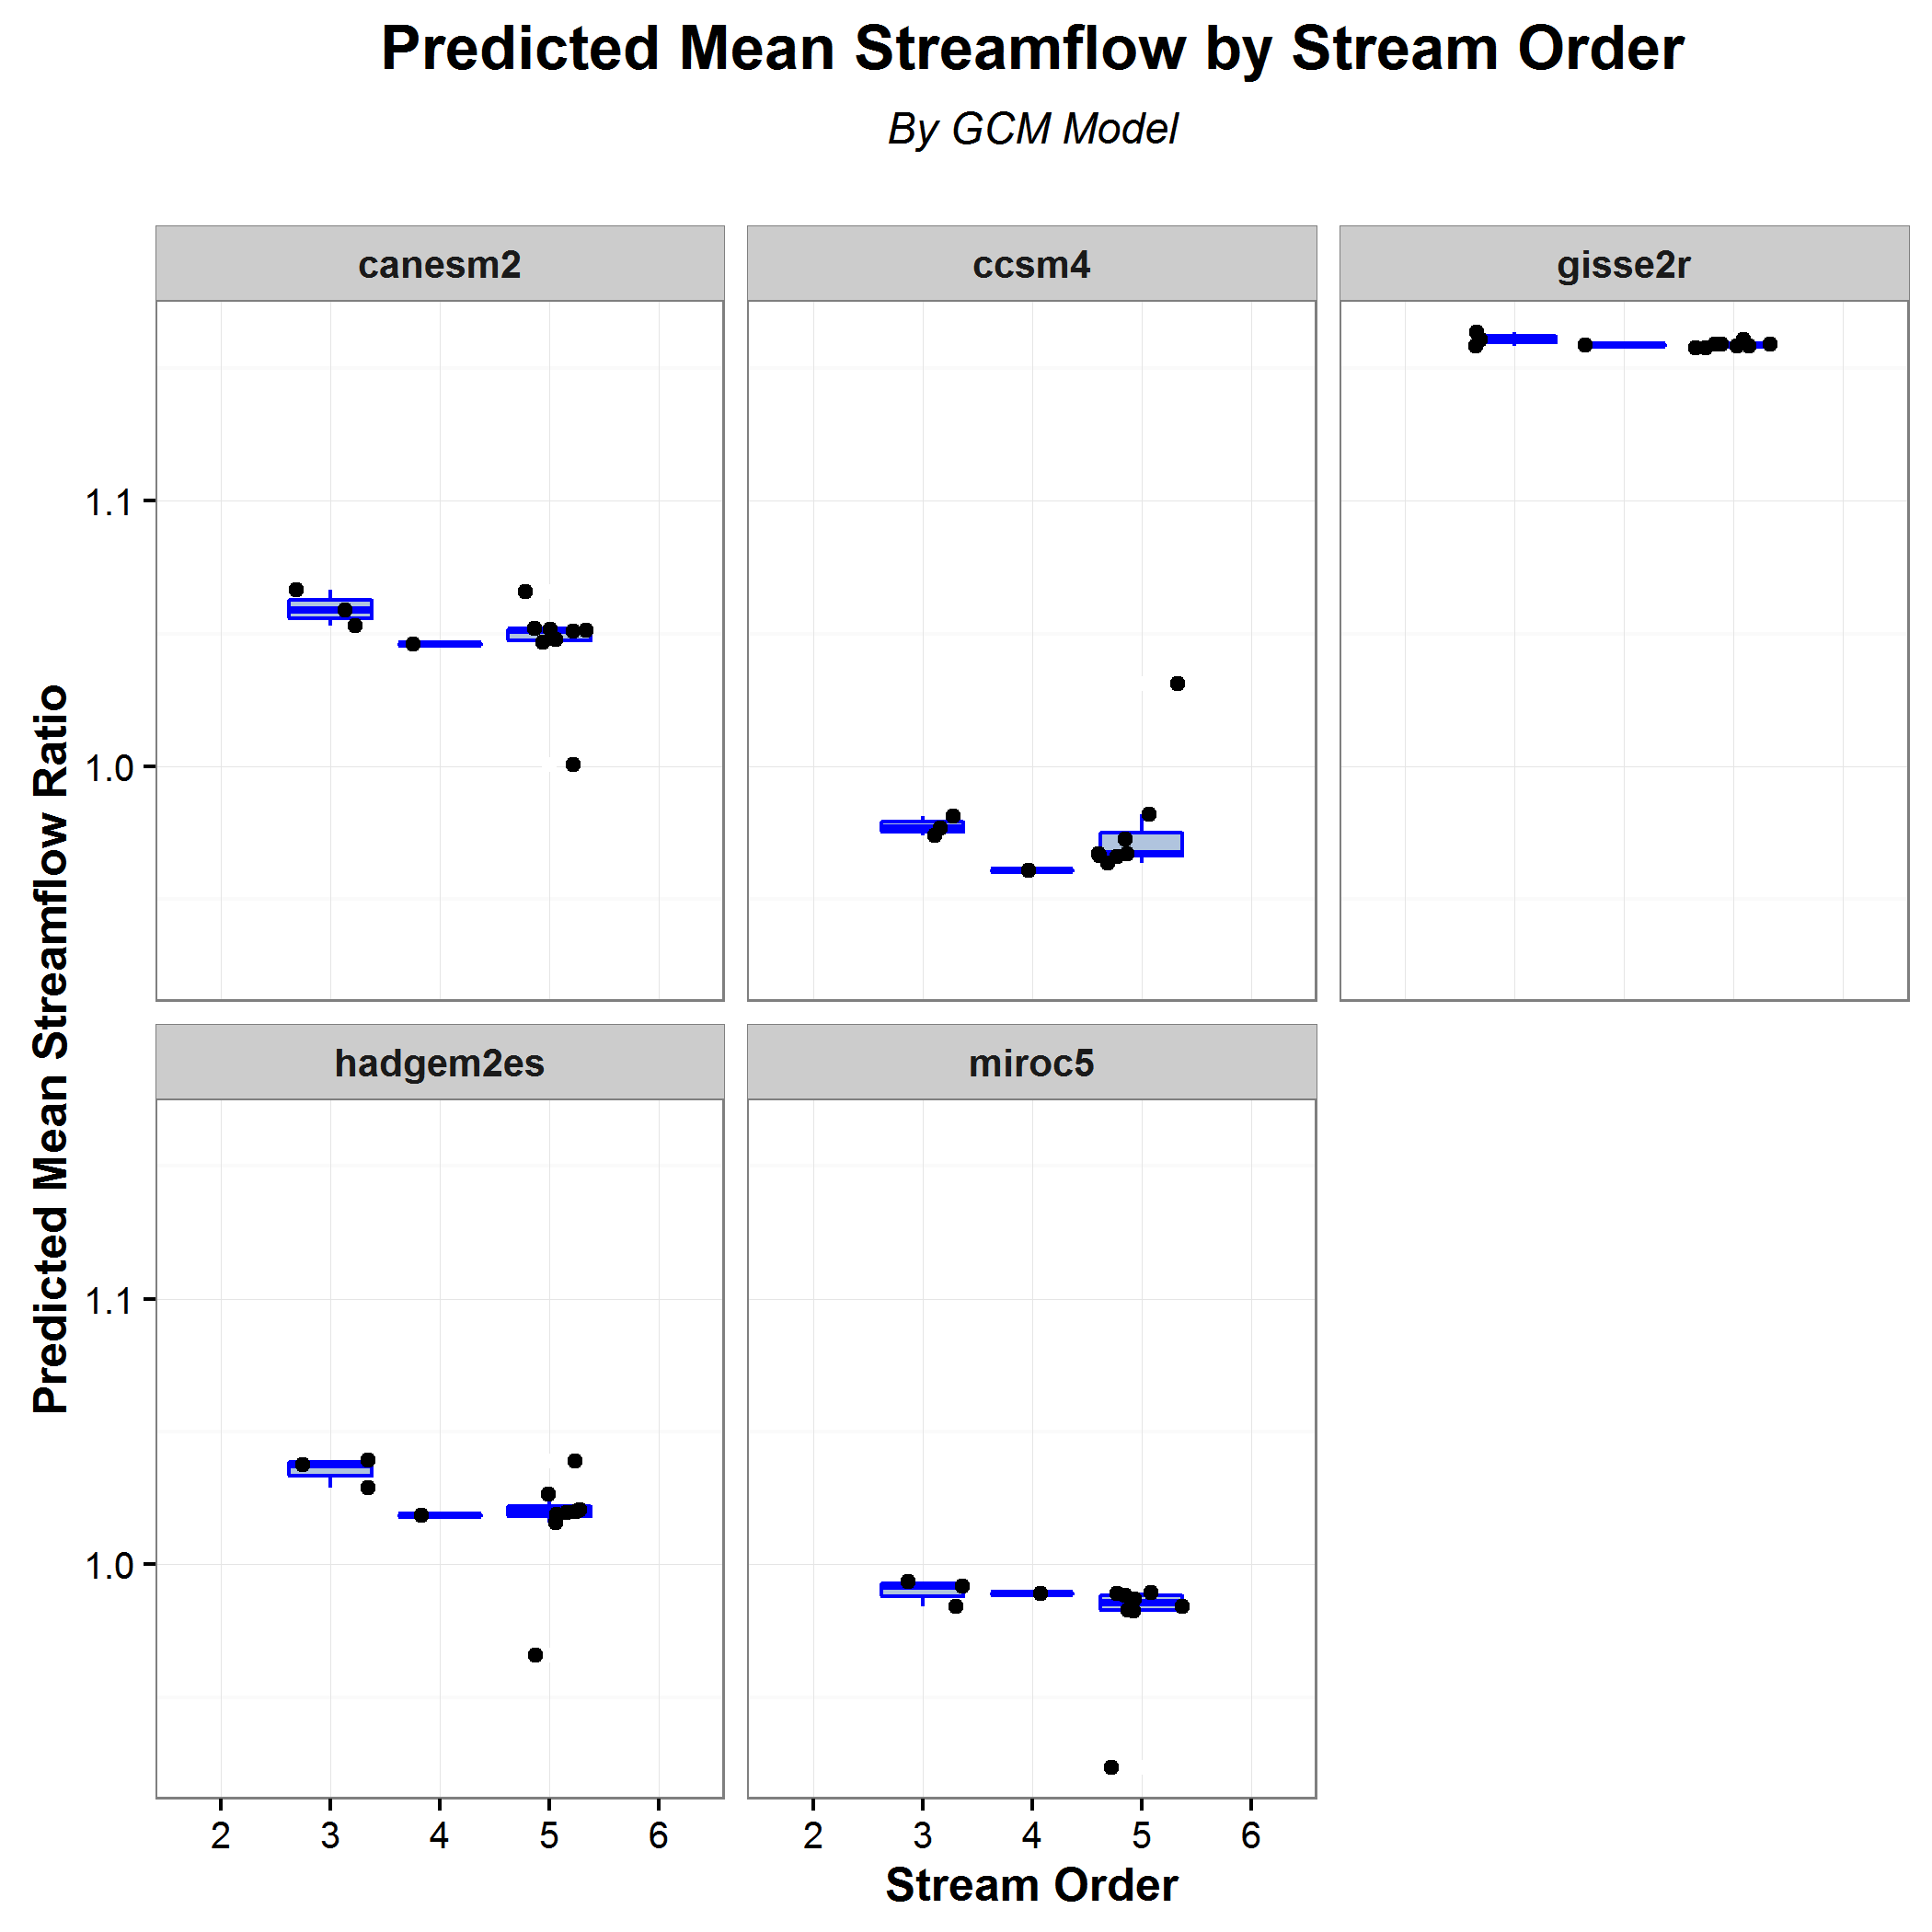 Predicted Mean Streamflow by Stream Order
By GCM Model
canesm2
ccsm4
gisse2r
1.1
1.0
hadgem2es
miroc5
1.1
1.0
Predicted Mean Streamflow Ratio
2 3 4 5 6
2 3 4 5 6
Stream Order